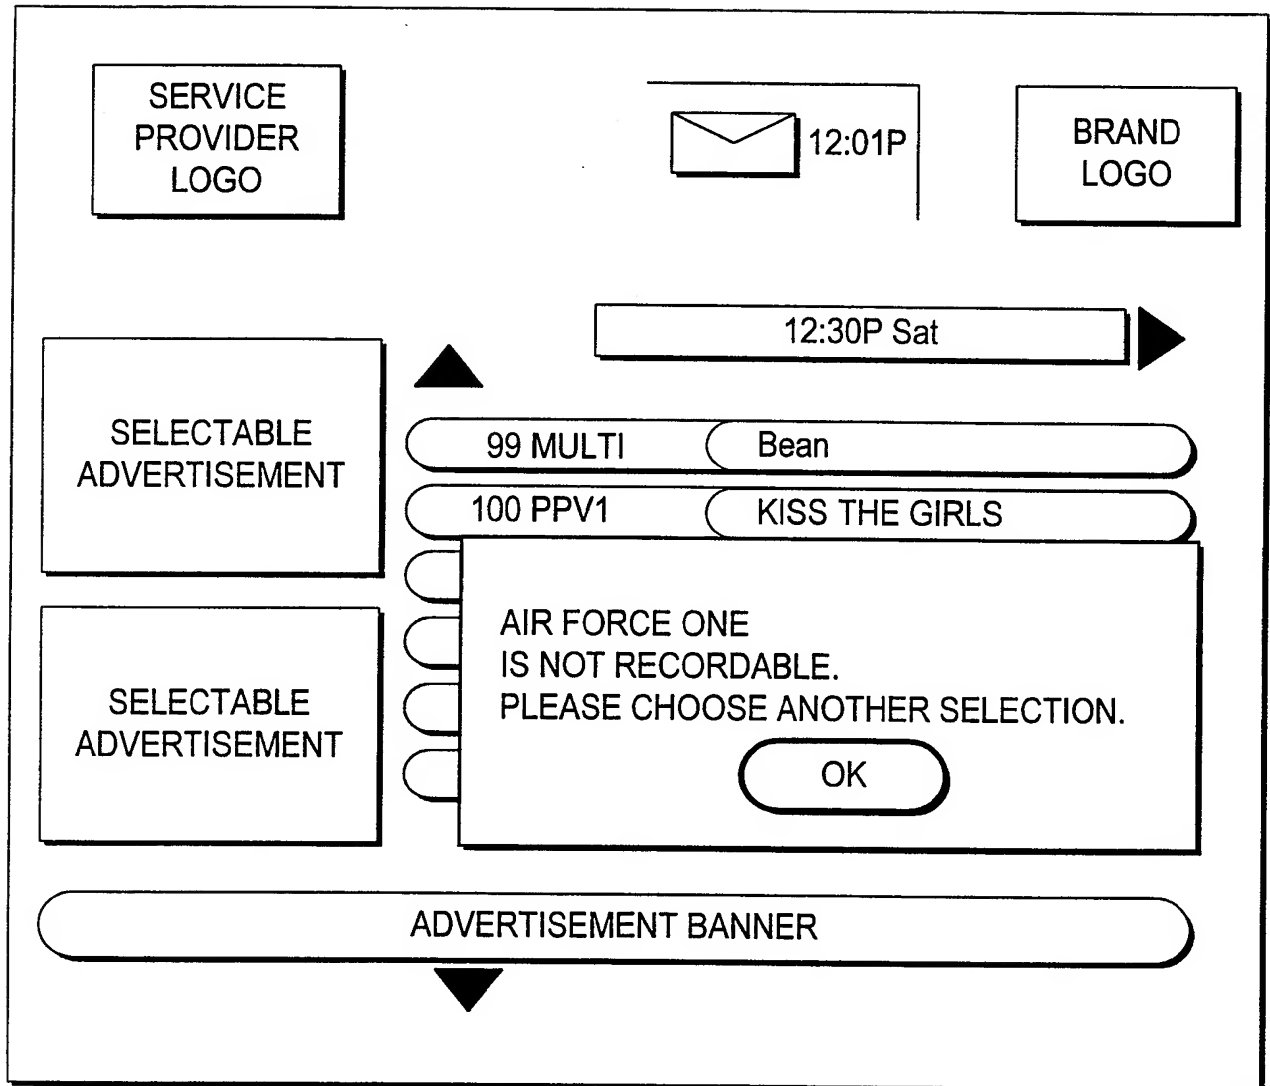 SERVICE
PROVIDER
LOGO
12:01P
BRAND
LOGO
12:30P Sat
SELECTABLE
ADVERTISEMENT
99 MULTI Bean
100 PPV1 KISS THE GIRLS
AIR FORCE ONE
IS NOT RECORDABLE.
PLEASE CHOOSE ANOTHER SELECTION.
OK
SELECTABLE
ADVERTISEMENT
ADVERTISEMENT BANNER